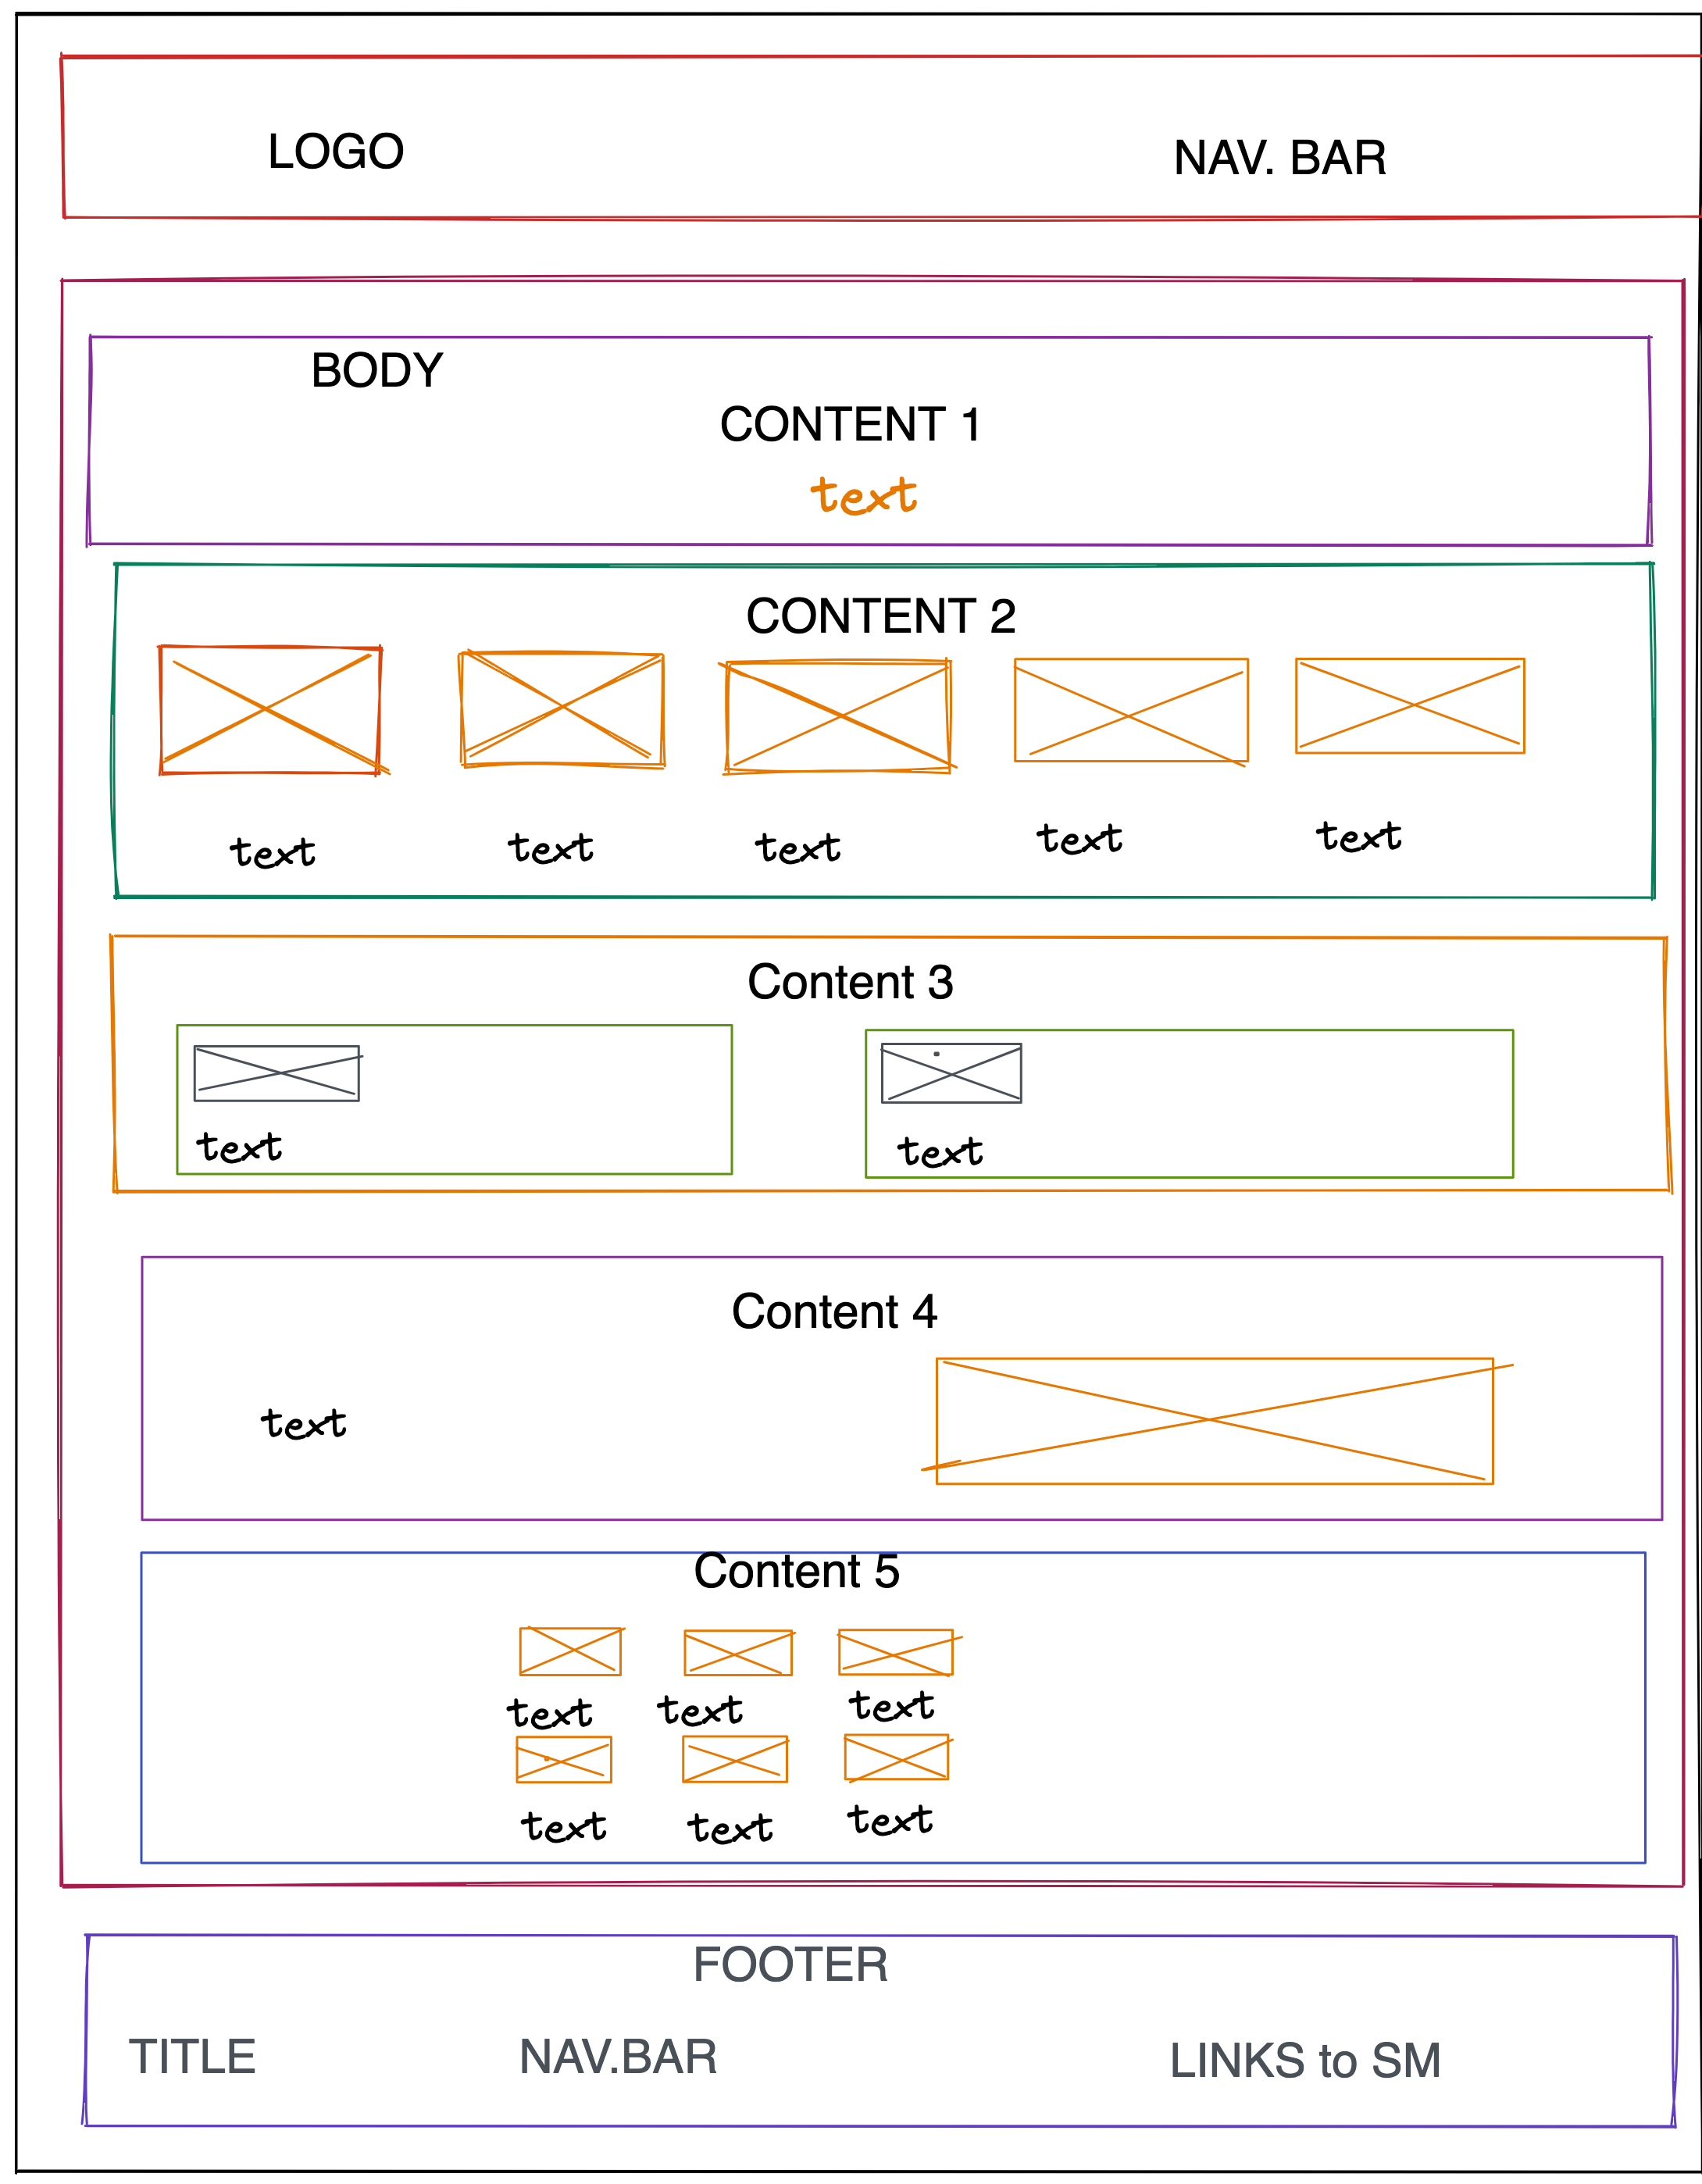 LOGO NAV. BAR
BODY
CONTENT 1
text
CONTENT 2
text text text text text
Content 3
text text
Content 4
text
Content 5
text text text
text text text
FOOTER
TITLE NAV.BAR LINKS to SM